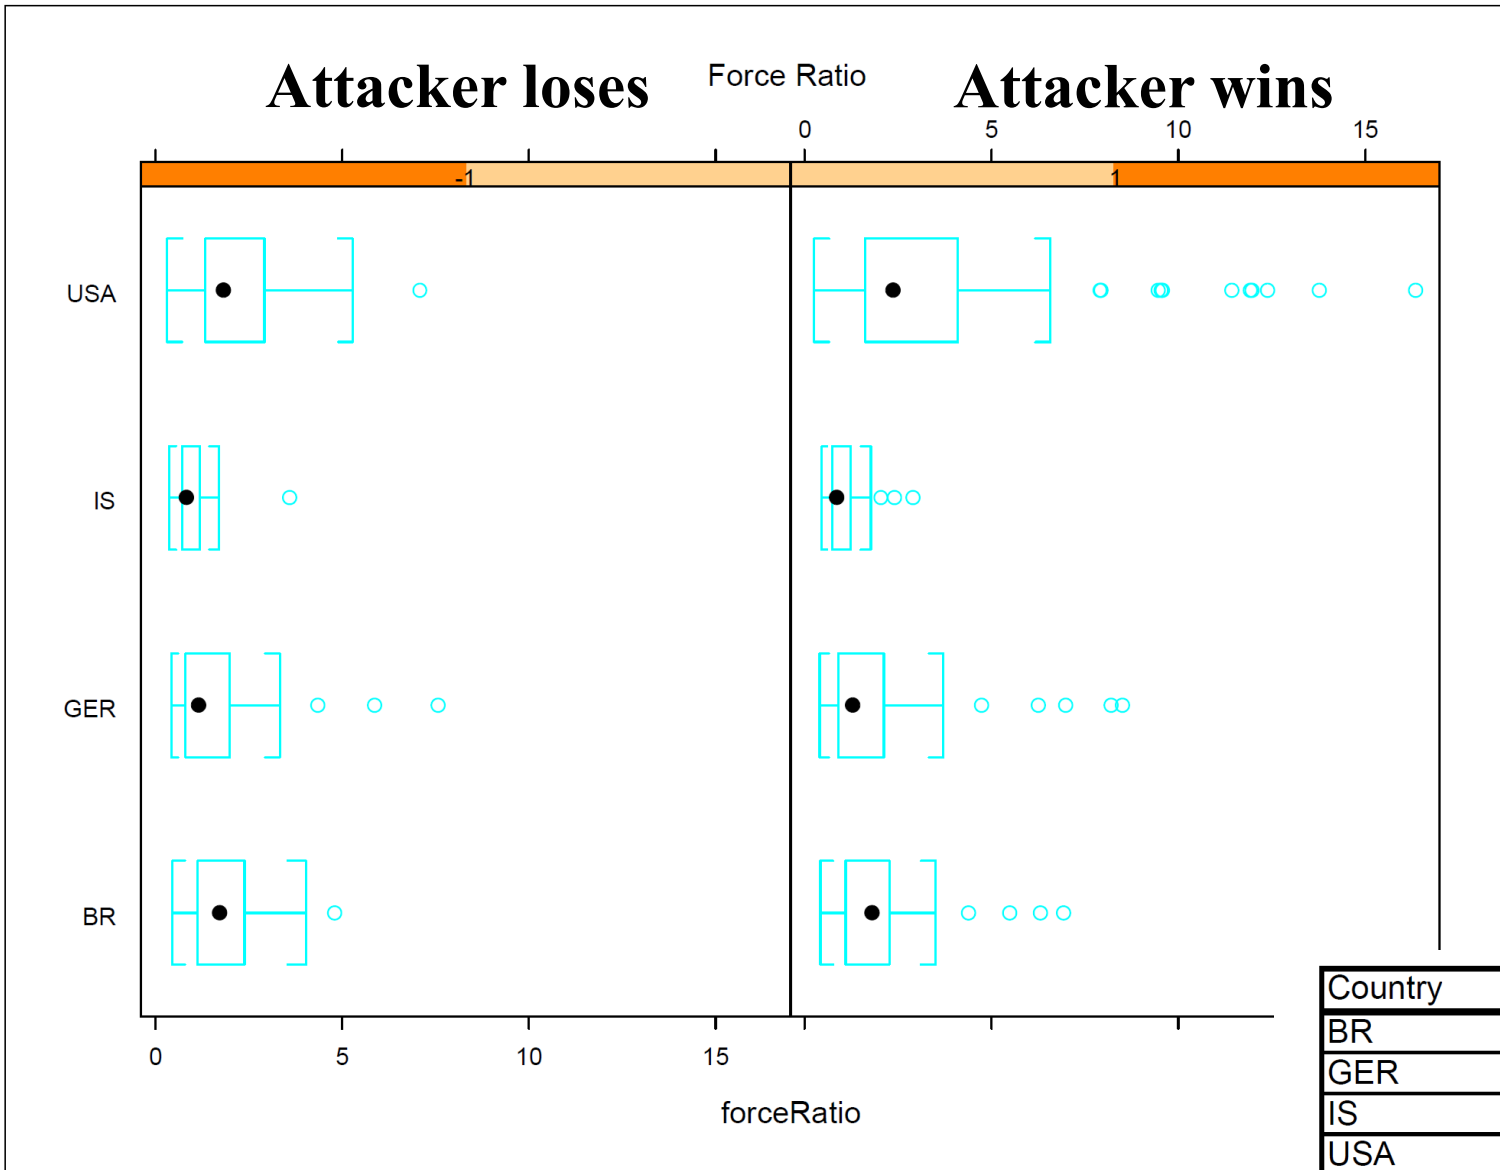 Attacker loses
Force Ratio
Attacker wins
0 5 10 15
-1
1
USA
IS
GER
BR
0 5 10 15
forceRatio
Country
BR
GER
IS
USA